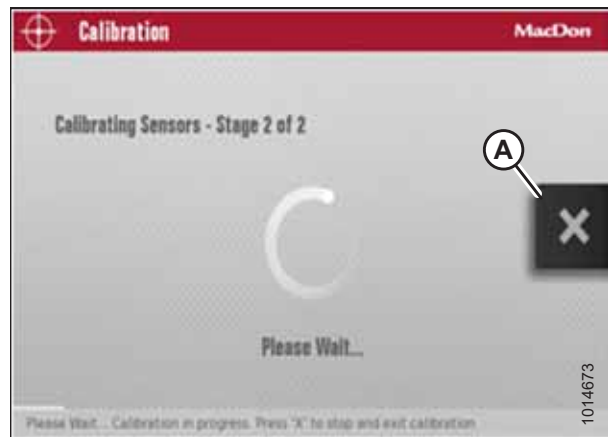 Calibration
MacDon
Calibrating Sensors - Stage 2 of 2
A
X
Please Wait...
1014673
Please Wait... Calibration in progress. Press "X" to stop and exit calibration